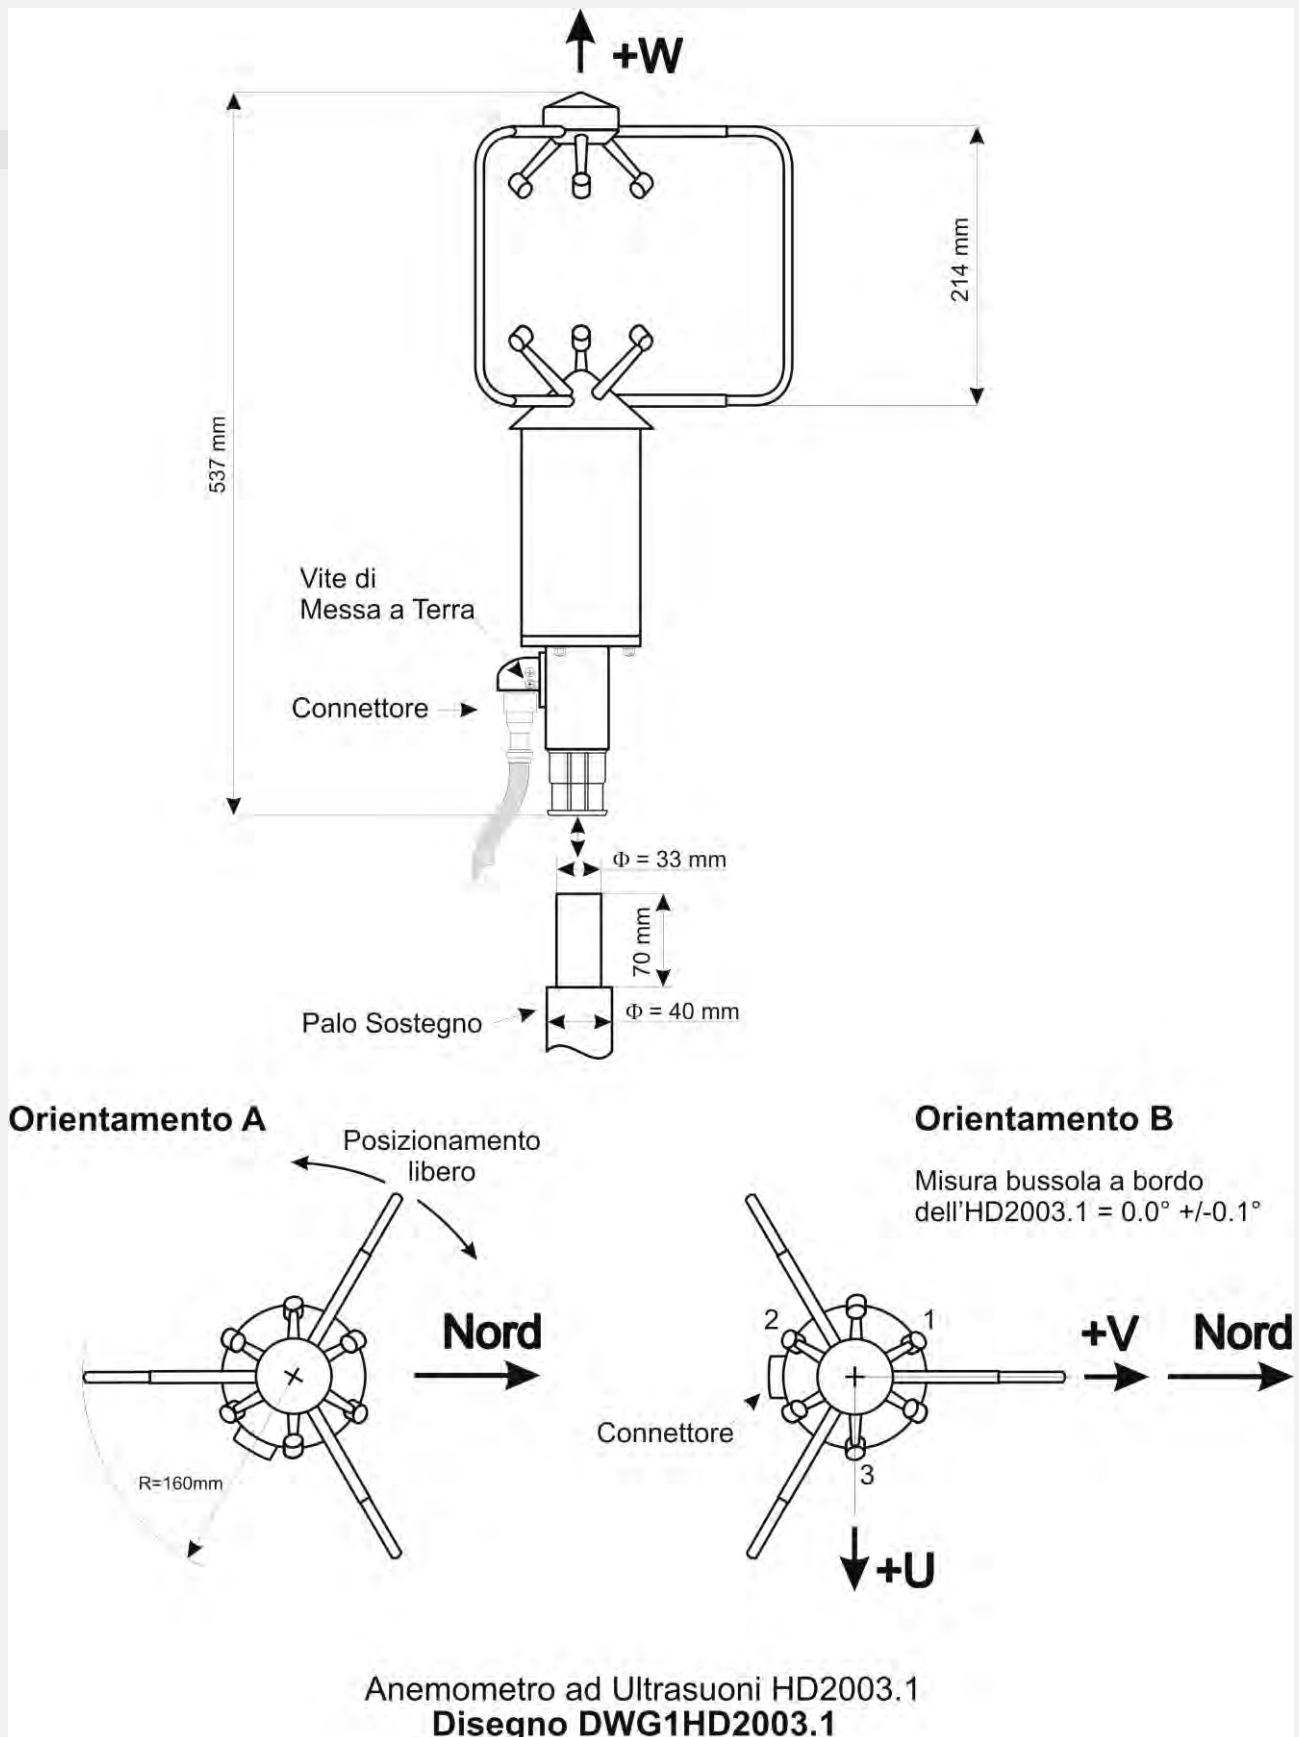 +W
214 mm
537 mm
Vite di
Messa a Terra
Connettore
Φ = 33 mm
70 mm
Palo Sostegno
Φ = 40 mm
Orientamento A
Posizionamento
libero
Nord
R=160mm
Orientamento B
Misura bussola a bordo
dell'HD2003.1 = 0.0° +/-0.1°
2
1
+V
Nord
Connettore
3
+U
Anemometro ad Ultrasuoni HD2003.1
Disegno DWG1HD2003.1